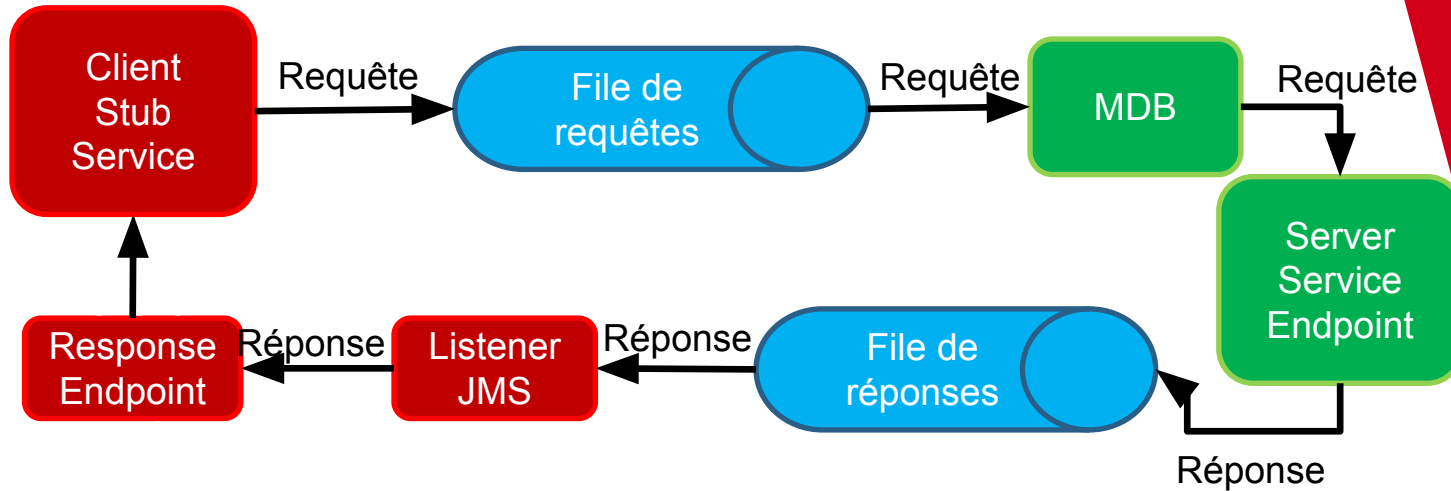 Client
Stub
Service
Requête
File de
requêtes
Requête
MDB
Requête
Server
Service
Endpoint
Response
Endpoint
Réponse
Listener
JMS
Réponse
File de
réponses
Réponse